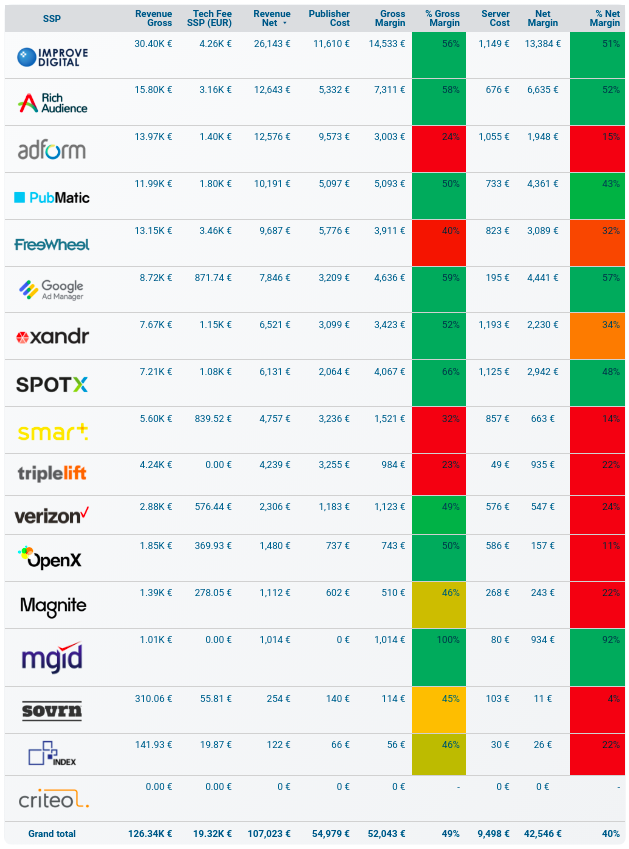 SSP Revenue Gross Tech Fee SSP (EUR) Revenue Net Publisher Cost Gross Margin % Gross Margin Server Cost Net Margin % Net Margin
IMPROVE DIGITAL 30.40K € 4.26K € 26,143 € 11,610 € 14,533 € 56% 1,149 € 13,384 € 51%
Rich Audience 15.80K € 3.16K € 12,643 € 5,332 € 7,311 € 58% 676 € 6,635 € 52%
adform 13.97K € 1.40K € 12,576 € 9,573 € 3,003 € 24% 1,055 € 1,948 € 15%
PubMatic 11.99K € 1.80K € 10,191 € 5,097 € 5,093 € 50% 733 € 4,361 € 43%
FreeWheel 13.15K € 3.46K € 9,687 € 5,776 € 3,911 € 40% 823 € 3,089 € 32%
Google Ad Manager 8.72K € 871.74 € 7,846 € 3,209 € 4,636 € 59% 195 € 4,441 € 57%
xandr 7.67K € 1.15K € 6,521 € 3,099 € 3,423 € 52% 1,193 € 2,230 € 34%
SPOTX 7.21K € 1.08K € 6,131 € 2,064 € 4,067 € 66% 1,125 € 2,942 € 48%
smar+ 5.60K € 839.52 € 4,757 € 3,236 € 1,521 € 32% 857 € 663 € 14%
triplelift 4.24K € 0.00 € 4,239 € 3,255 € 984 € 23% 49 € 935 € 22%
verizon 2.88K € 576.44 € 2,306 € 1,183 € 1,123 € 49% 576 € 547 € 24%
OpenX 1.85K € 369.93 € 1,480 € 737 € 743 € 50% 586 € 157 € 11%
Magnite 1.39K € 278.05 € 1,112 € 602 € 510 € 46% 268 € 243 € 22%
mgid 1.01K € 0.00 € 1,014 € 0 € 1,014 € 100% 80 € 934 € 92%
sovrn 310.06 € 55.81 € 254 € 140 € 114 € 45% 103 € 11 € 4%
INDEX 141.93 € 19.87 € 122 € 66 € 56 € 46% 30 € 26 € 22%
criteo 0.00 € 0.00 € 0 € 0 € 0 € - 0 € 0 € -
Grand total 126.34K € 19.32K € 107,023 € 54,979 € 52,043 € 49% 9,498 € 42,546 € 40%